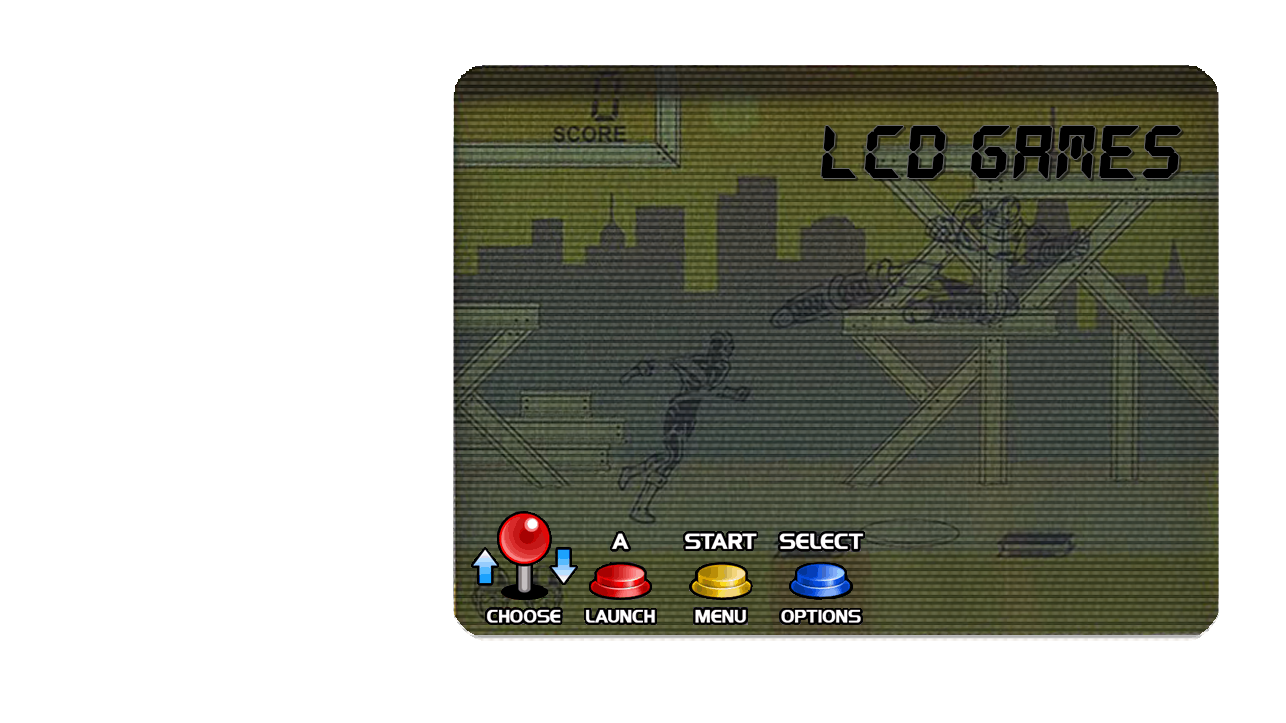 0
SCORE
LCD GAMES
A START SELECT
CHOOSE LAUNCH MENU OPTIONS